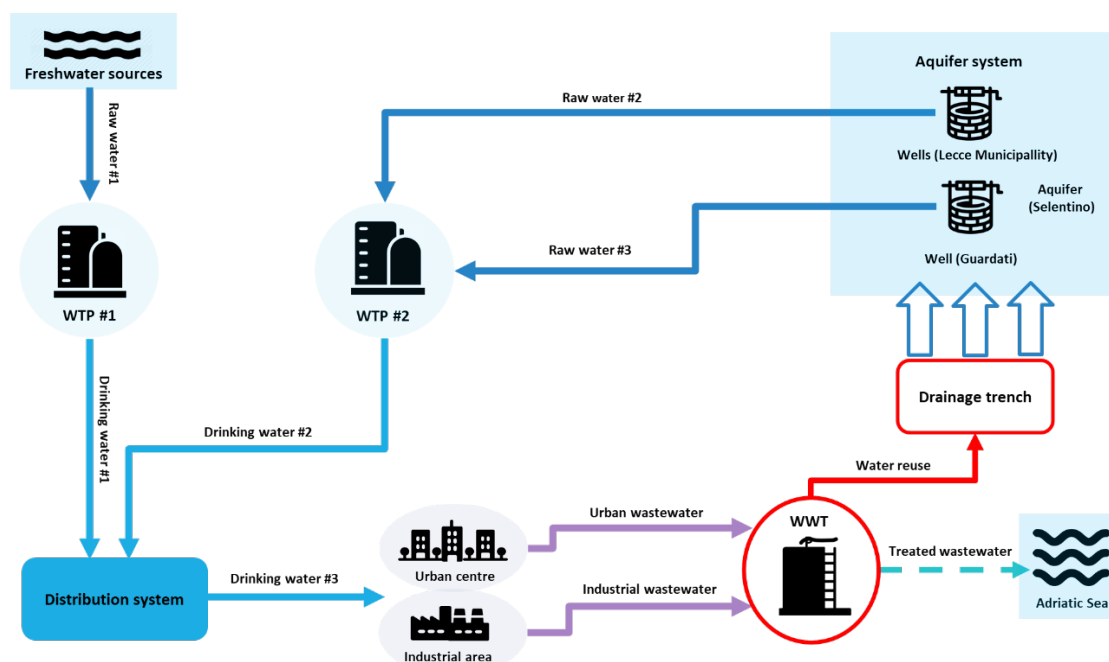 Freshwater sources
Raw water #1
WTP #1
Drinking water #1
Raw water #2
Raw water #3
WTP #2
Drinking water #2
Aquifer system
Wells (Lecce Municipallity)
Aquifer
(Selentino)
Well (Guardati)
Drainage trench
Water reuse
Distribution system
Drinking water #3
Urban centre
Industrial area
Urban wastewater
Industrial wastewater
WWT
Treated wastewater
Adriatic Sea